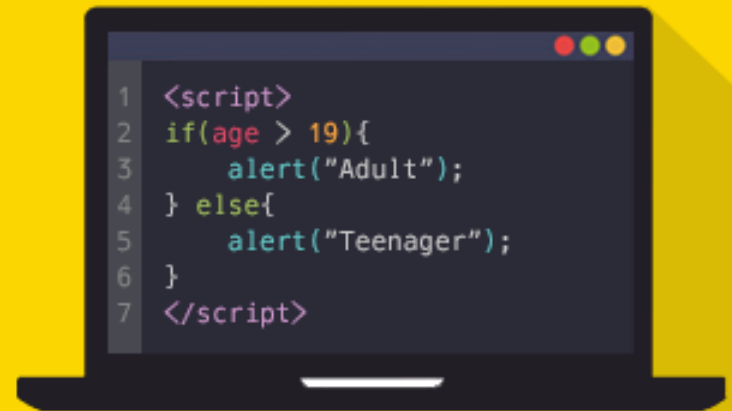 1 <script>
2 if(age > 19){
3     alert("Adult");
4 } else{
5     alert("Teenager");
6 }
7 </script>